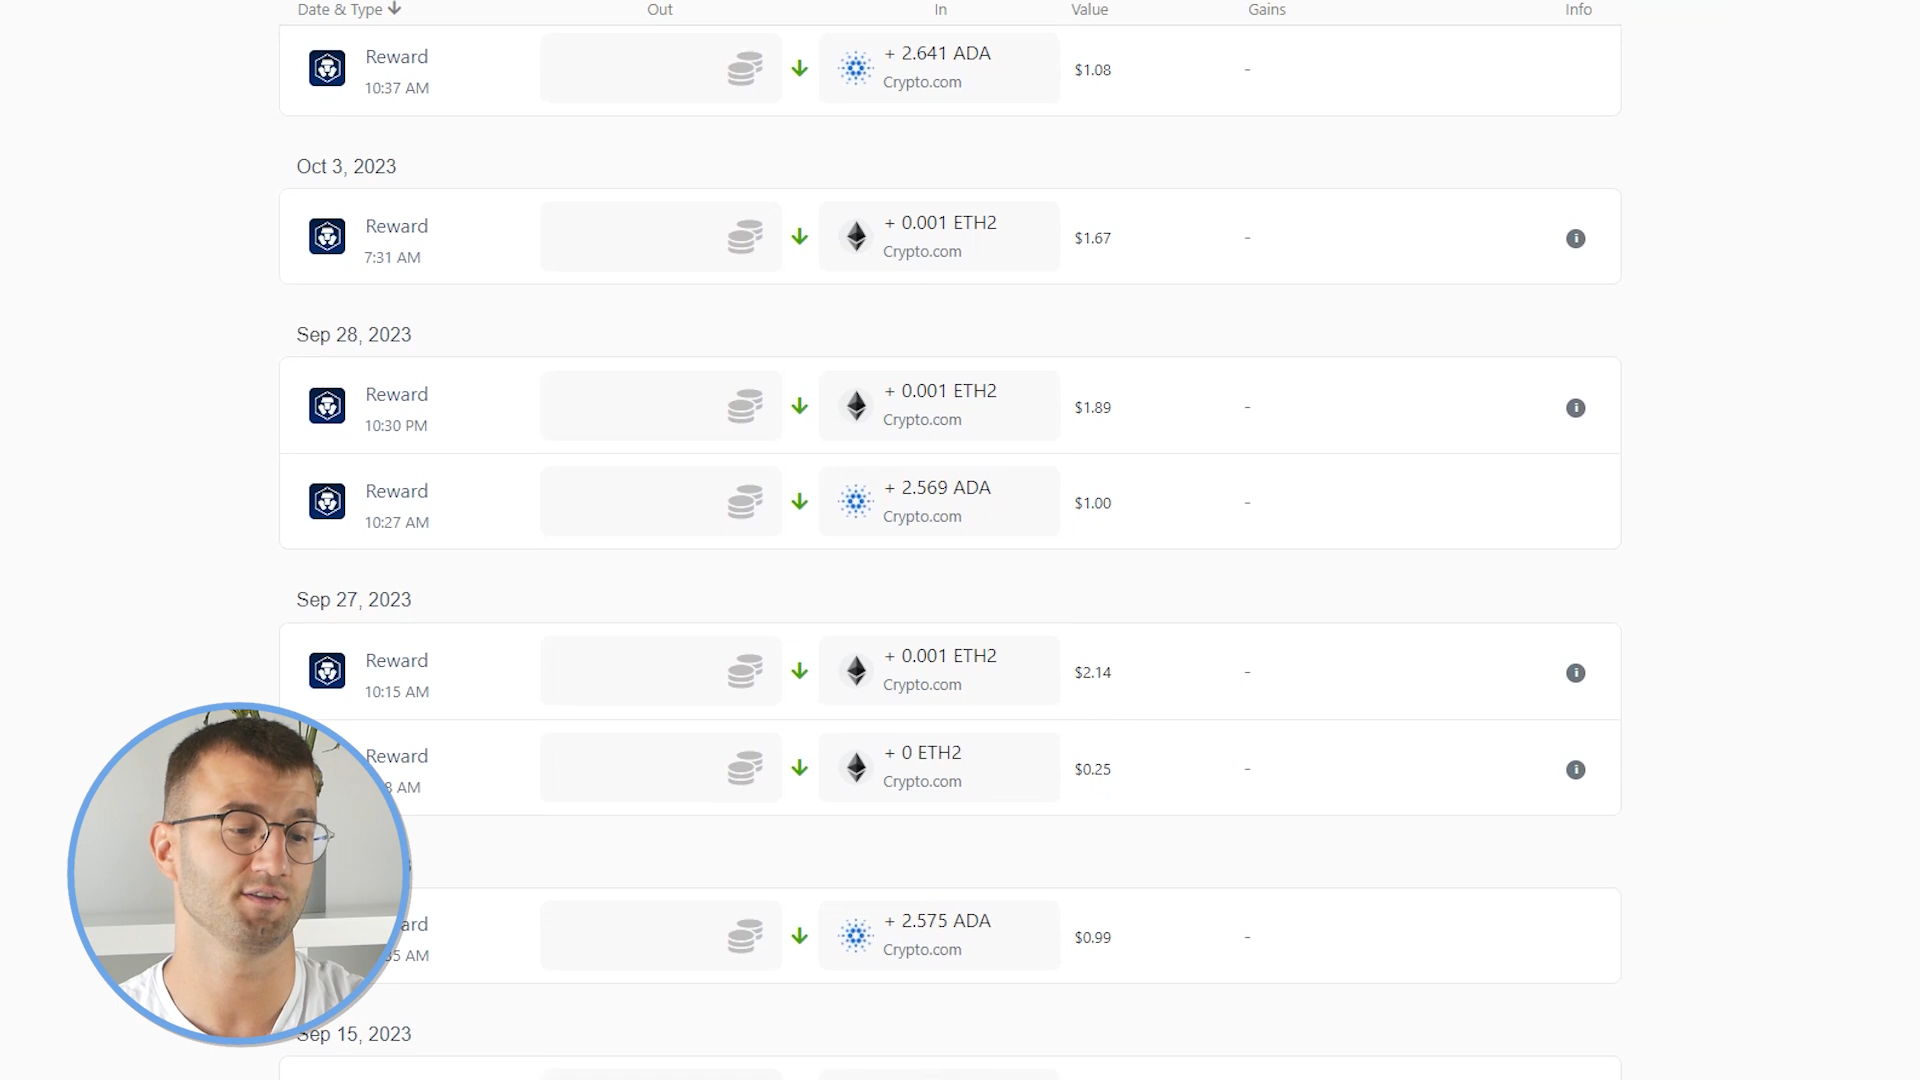 Date & Type Out In Value Gains Info
Reward + 2.641 ADA
10:37 AM Crypto.com $1.08 -
Oct 3, 2023
Reward + 0.001 ETH2
7:31 AM Crypto.com $1.67 -
Sep 28, 2023
Reward + 0.001 ETH2
10:30 PM Crypto.com $1.89 -
Reward + 2.569 ADA
10:27 AM Crypto.com $1.00 -
Sep 27, 2023
Reward + 0.001 ETH2
10:15 AM Crypto.com $2.14 -
Reward + 0 ETH2
AM Crypto.com $0.25 -
+ 2.575 ADA
AM Crypto.com $0.99 -
Sep 15, 2023